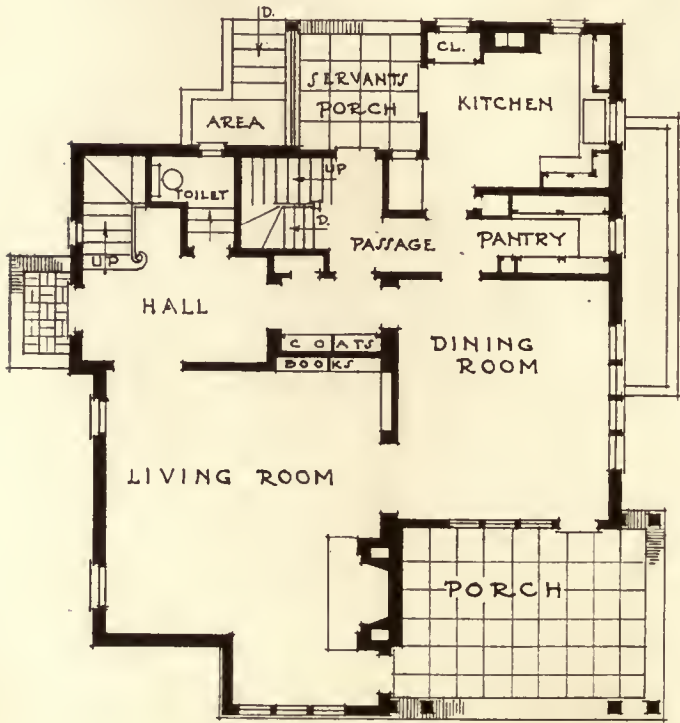 D.
CL.
SERVANTS
PORCH
KITCHEN
AREA
UP
TOILET
D.
PASSAGE
PANTRY
UP
HALL
COATS
BOOKS
DINING
ROOM
LIVING ROOM
PORCH